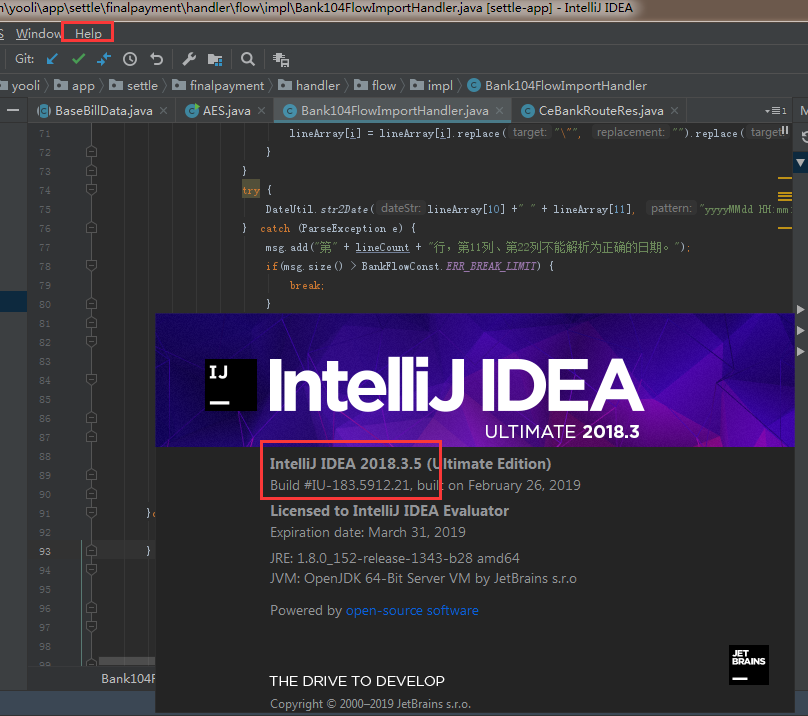 n\yooli\app\settle\finalpayment\handler\flow\impl\Bank104FlowImportHandler.java [settle-app] - IntelliJ IDEA
S Window Help
Git:
yooli app settle finalpayment handler flow impl Bank104FlowImportHandler
BaseBillData.java AES.java Bank104FlowImportHandler.java CeBankRouteRes.java 1 M
71 lineArray[i] = lineArray[i].replace( target: "\"", replacement: "").replace( target
72 }
73 }
74 try {
75 DateUtil.str2Date( dateStr: lineArray[10] +" " + lineArray[11], pattern: "yyyyMMdd HH:mm:
76 } catch (ParseException e) {
77 msg.add("第" + lineCount + "行，第11列、第22列不能解析为正确的日期。");
78 if(msg.size() > BankFlowConst.ERR_BREAK_LIMIT) {
79 break;
80 }
81
82
83
84
85
86
87
88
IJ
IntelliJ IDEA
ULTIMATE 2018.3
IntelliJ IDEA 2018.3.5 (Ultimate Edition)
89 Build #IU-183.5912.21, built on February 26, 2019
90
91 } Licensed to IntelliJ IDEA Evaluator
Expiration date: March 31, 2019
93 }
JRE: 1.8.0_152-release-1343-b28 amd64
94
JVM: OpenJDK 64-Bit Server VM by JetBrains s.r.o
95
96 Powered by open-source software
97
98
99
Bank104F
JET
BRAINS
THE DRIVE TO DEVELOP
Copyright © 2000–2019 JetBrains s.r.o.